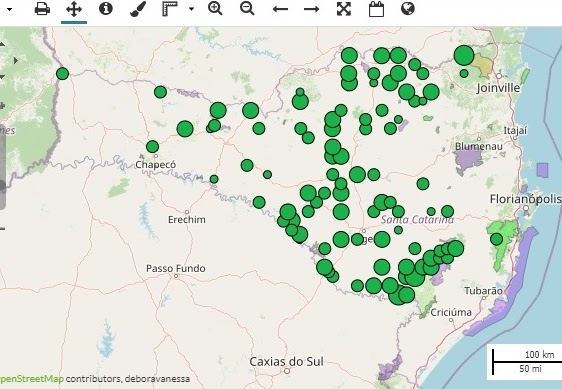 Joinville
Itajaí
Blumenau
Chapecó
Florianópolis
Santa Catarina
Erechim
Passo Fundo
Tubarão
Criciúma
Caxias do Sul
100 km
50 mi
penStreetMap contributors, deboravanessa